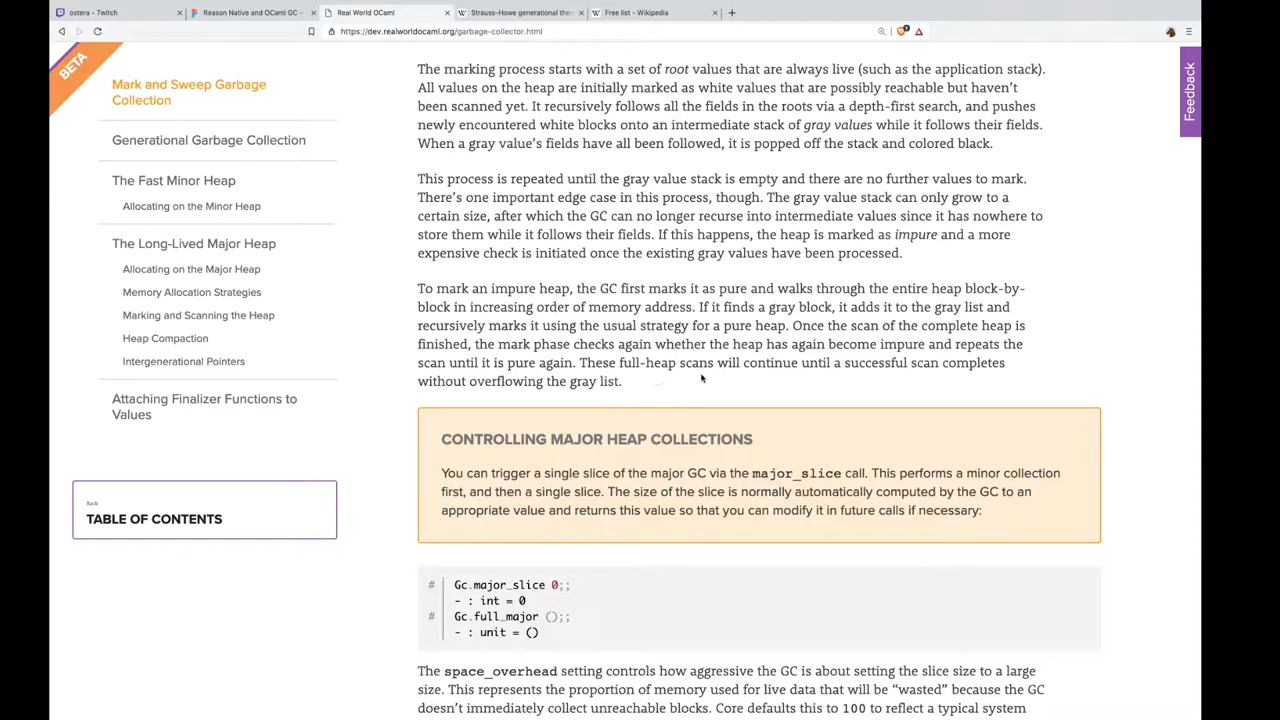 ostera - Twitch
Reason Native and OCaml GC –
Real World OCaml
Strauss–Howe generational the
Free list - Wikipedia
https://dev.realworldocaml.org/garbage-collector.html
BETA
Feedback
Mark and Sweep Garbage
Collection
Generational Garbage Collection
The Fast Minor Heap
Allocating on the Minor Heap
The Long-Lived Major Heap
Allocating on the Major Heap
Memory Allocation Strategies
Marking and Scanning the Heap
Heap Compaction
Intergenerational Pointers
Attaching Finalizer Functions to
Values
Back
TABLE OF CONTENTS
The marking process starts with a set of root values that are always live (such as the application stack).
All values on the heap are initially marked as white values that are possibly reachable but haven't
been scanned yet. It recursively follows all the fields in the roots via a depth-first search, and pushes
newly encountered white blocks onto an intermediate stack of gray values while it follows their fields.
When a gray value's fields have all been followed, it is popped off the stack and colored black.
This process is repeated until the gray value stack is empty and there are no further values to mark.
There's one important edge case in this process, though. The gray value stack can only grow to a
certain size, after which the GC can no longer recurse into intermediate values since it has nowhere to
store them while it follows their fields. If this happens, the heap is marked as impure and a more
expensive check is initiated once the existing gray values have been processed.
To mark an impure heap, the GC first marks it as pure and walks through the entire heap block-by-
block in increasing order of memory address. If it finds a gray block, it adds it to the gray list and
recursively marks it using the usual strategy for a pure heap. Once the scan of the complete heap is
finished, the mark phase checks again whether the heap has again become impure and repeats the
scan until it is pure again. These full-heap scans will continue until a successful scan completes
without overflowing the gray list.
CONTROLLING MAJOR HEAP COLLECTIONS
You can trigger a single slice of the major GC via the major_slice call. This performs a minor collection
first, and then a single slice. The size of the slice is normally automatically computed by the GC to an
appropriate value and returns this value so that you can modify it in future calls if necessary:
# Gc.major_slice 0;;
- : int = 0
# Gc.full_major ();;
- : unit = ()
The space_overhead setting controls how aggressive the GC is about setting the slice size to a large
size. This represents the proportion of memory used for live data that will be “wasted” because the GC
doesn't immediately collect unreachable blocks. Core defaults this to 100 to reflect a typical system